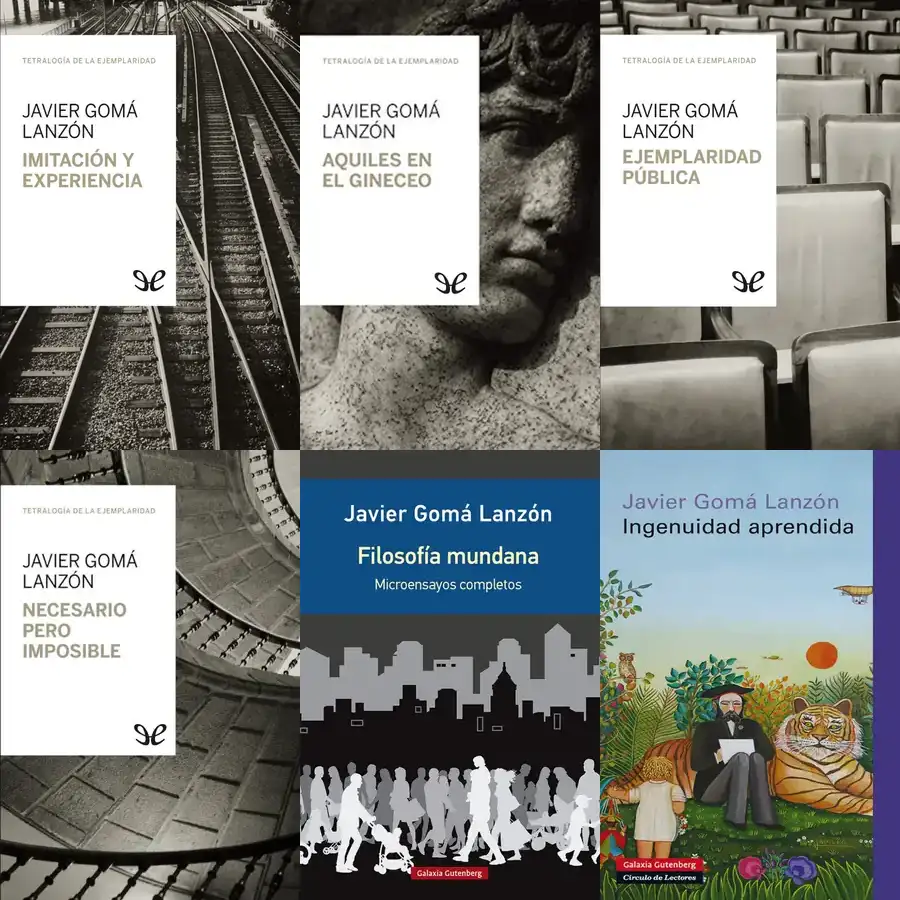 TETRALOGÍA DE LA EJEMPLARIDAD
JAVIER GOMÁ
LANZÓN
IMITACIÓN Y
EXPERIENCIA
TETRALOGÍA DE LA EJEMPLARIDAD
JAVIER GOMÁ
LANZÓN
AQUILES EN
EL GINECEO
TETRALOGÍA DE LA EJEMPLARIDAD
JAVIER GOMÁ
LANZÓN
EJEMPLARIDAD
PÚBLICA
TETRALOGÍA DE LA EJEMPLARIDAD
JAVIER GOMÁ
LANZÓN
NECESARIO
PERO
IMPOSIBLE
Javier Gomá Lanzón
Filosofía mundana
Microensayos completos
Galaxia Gutenberg
Javier Gomá Lanzón
Ingenuidad aprendida
Galaxia Gutenberg
Círculo de Lectores